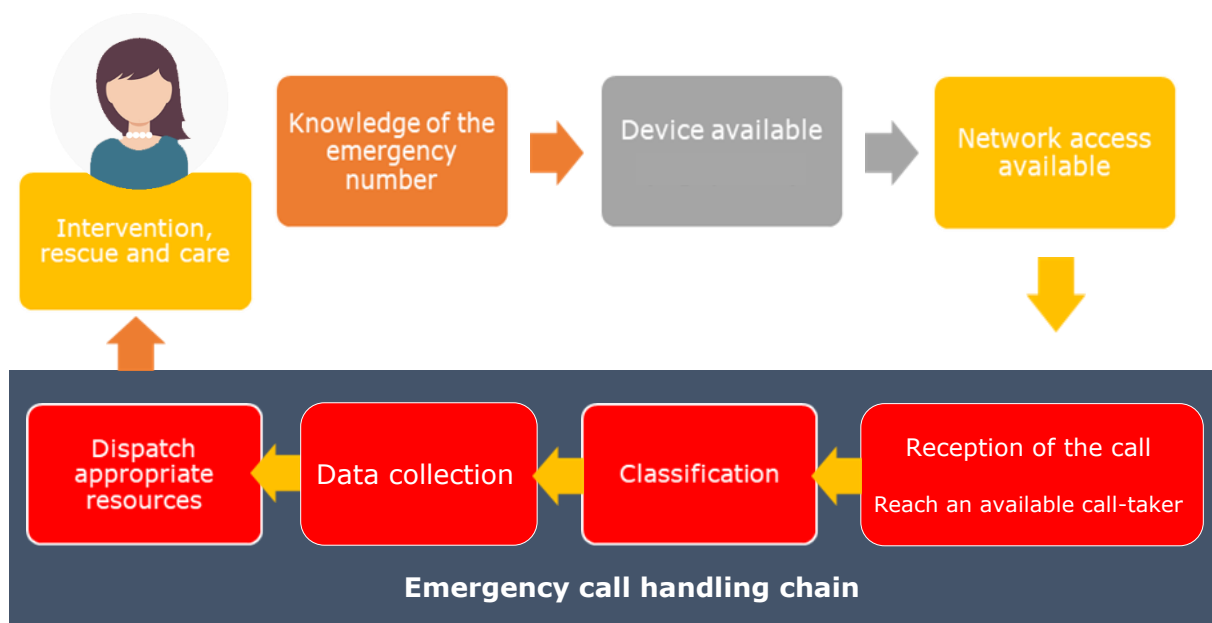 Knowledge of the
emergency
number
Device available
Network access
available
Intervention,
rescue and care
Reception of the call
Reach an available call-taker
Classification
Data collection
Dispatch
appropriate
resources
Emergency call handling chain